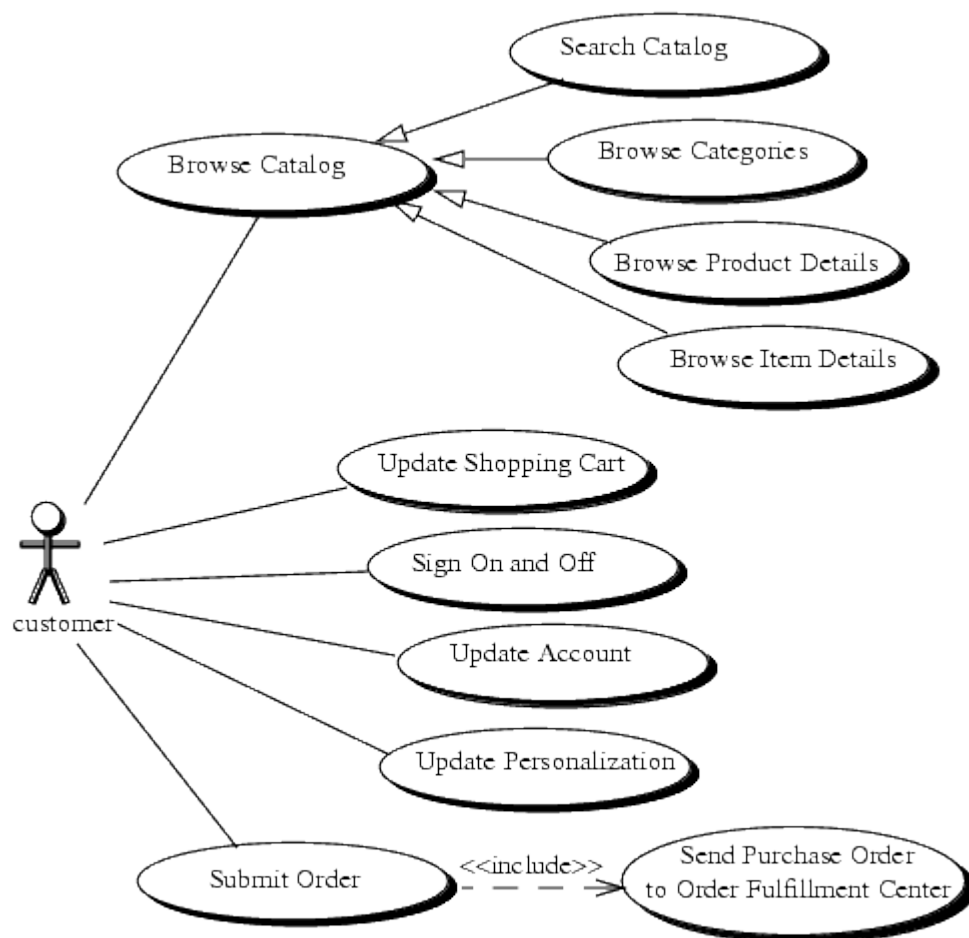 Search Catalog
Browse Catalog
Browse Categories
Browse Product Details
Browse Item Details
Update Shopping Cart
Sign On and Off
customer
Update Account
Update Personalization
Submit Order
<<include>>
Send Purchase Order
to Order Fulfillment Center